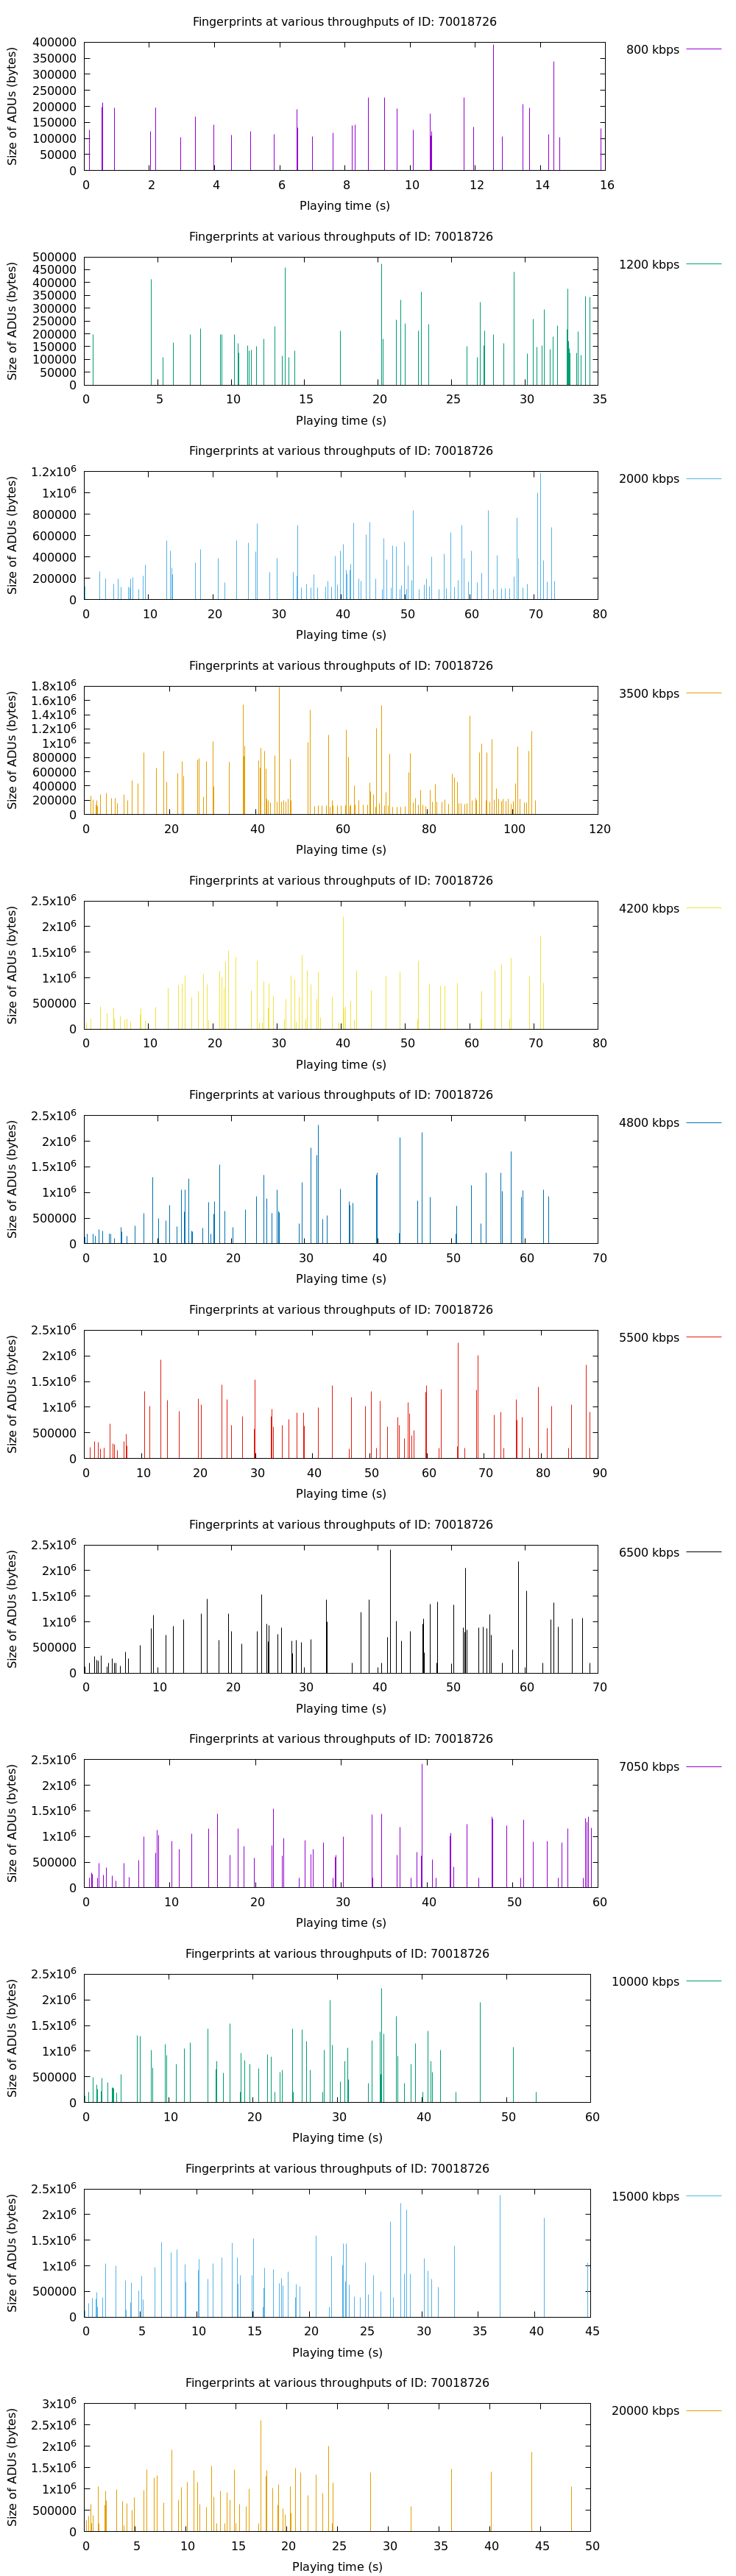 Fingerprints at various throughputs of ID: 70018726
800 kbps
Size of ADUs (bytes)
400000
350000
300000
250000
200000
150000
100000
50000
0
0 2 4 6 8 10 12 14 16
Playing time (s)
Fingerprints at various throughputs of ID: 70018726
1200 kbps
Size of ADUs (bytes)
500000
450000
400000
350000
300000
250000
200000
150000
100000
50000
0
0 5 10 15 20 25 30 35
Playing time (s)
Fingerprints at various throughputs of ID: 70018726
2000 kbps
Size of ADUs (bytes)
1.2x10⁶
1x10⁶
800000
600000
400000
200000
0
0 10 20 30 40 50 60 70 80
Playing time (s)
Fingerprints at various throughputs of ID: 70018726
3500 kbps
Size of ADUs (bytes)
1.8x10⁶
1.6x10⁶
1.4x10⁶
1.2x10⁶
1x10⁶
800000
600000
400000
200000
0
0 20 40 60 80 100 120
Playing time (s)
Fingerprints at various throughputs of ID: 70018726
4200 kbps
Size of ADUs (bytes)
2.5x10⁶
2x10⁶
1.5x10⁶
1x10⁶
500000
0
0 10 20 30 40 50 60 70 80
Playing time (s)
Fingerprints at various throughputs of ID: 70018726
4800 kbps
Size of ADUs (bytes)
2.5x10⁶
2x10⁶
1.5x10⁶
1x10⁶
500000
0
0 10 20 30 40 50 60 70
Playing time (s)
Fingerprints at various throughputs of ID: 70018726
5500 kbps
Size of ADUs (bytes)
2.5x10⁶
2x10⁶
1.5x10⁶
1x10⁶
500000
0
0 10 20 30 40 50 60 70 80 90
Playing time (s)
Fingerprints at various throughputs of ID: 70018726
6500 kbps
Size of ADUs (bytes)
2.5x10⁶
2x10⁶
1.5x10⁶
1x10⁶
500000
0
0 10 20 30 40 50 60 70
Playing time (s)
Fingerprints at various throughputs of ID: 70018726
7050 kbps
Size of ADUs (bytes)
2.5x10⁶
2x10⁶
1.5x10⁶
1x10⁶
500000
0
0 10 20 30 40 50 60
Playing time (s)
Fingerprints at various throughputs of ID: 70018726
10000 kbps
Size of ADUs (bytes)
2.5x10⁶
2x10⁶
1.5x10⁶
1x10⁶
500000
0
0 10 20 30 40 50 60
Playing time (s)
Fingerprints at various throughputs of ID: 70018726
15000 kbps
Size of ADUs (bytes)
2.5x10⁶
2x10⁶
1.5x10⁶
1x10⁶
500000
0
0 5 10 15 20 25 30 35 40 45
Playing time (s)
Fingerprints at various throughputs of ID: 70018726
20000 kbps
Size of ADUs (bytes)
3x10⁶
2.5x10⁶
2x10⁶
1.5x10⁶
1x10⁶
500000
0
0 5 10 15 20 25 30 35 40 45 50
Playing time (s)